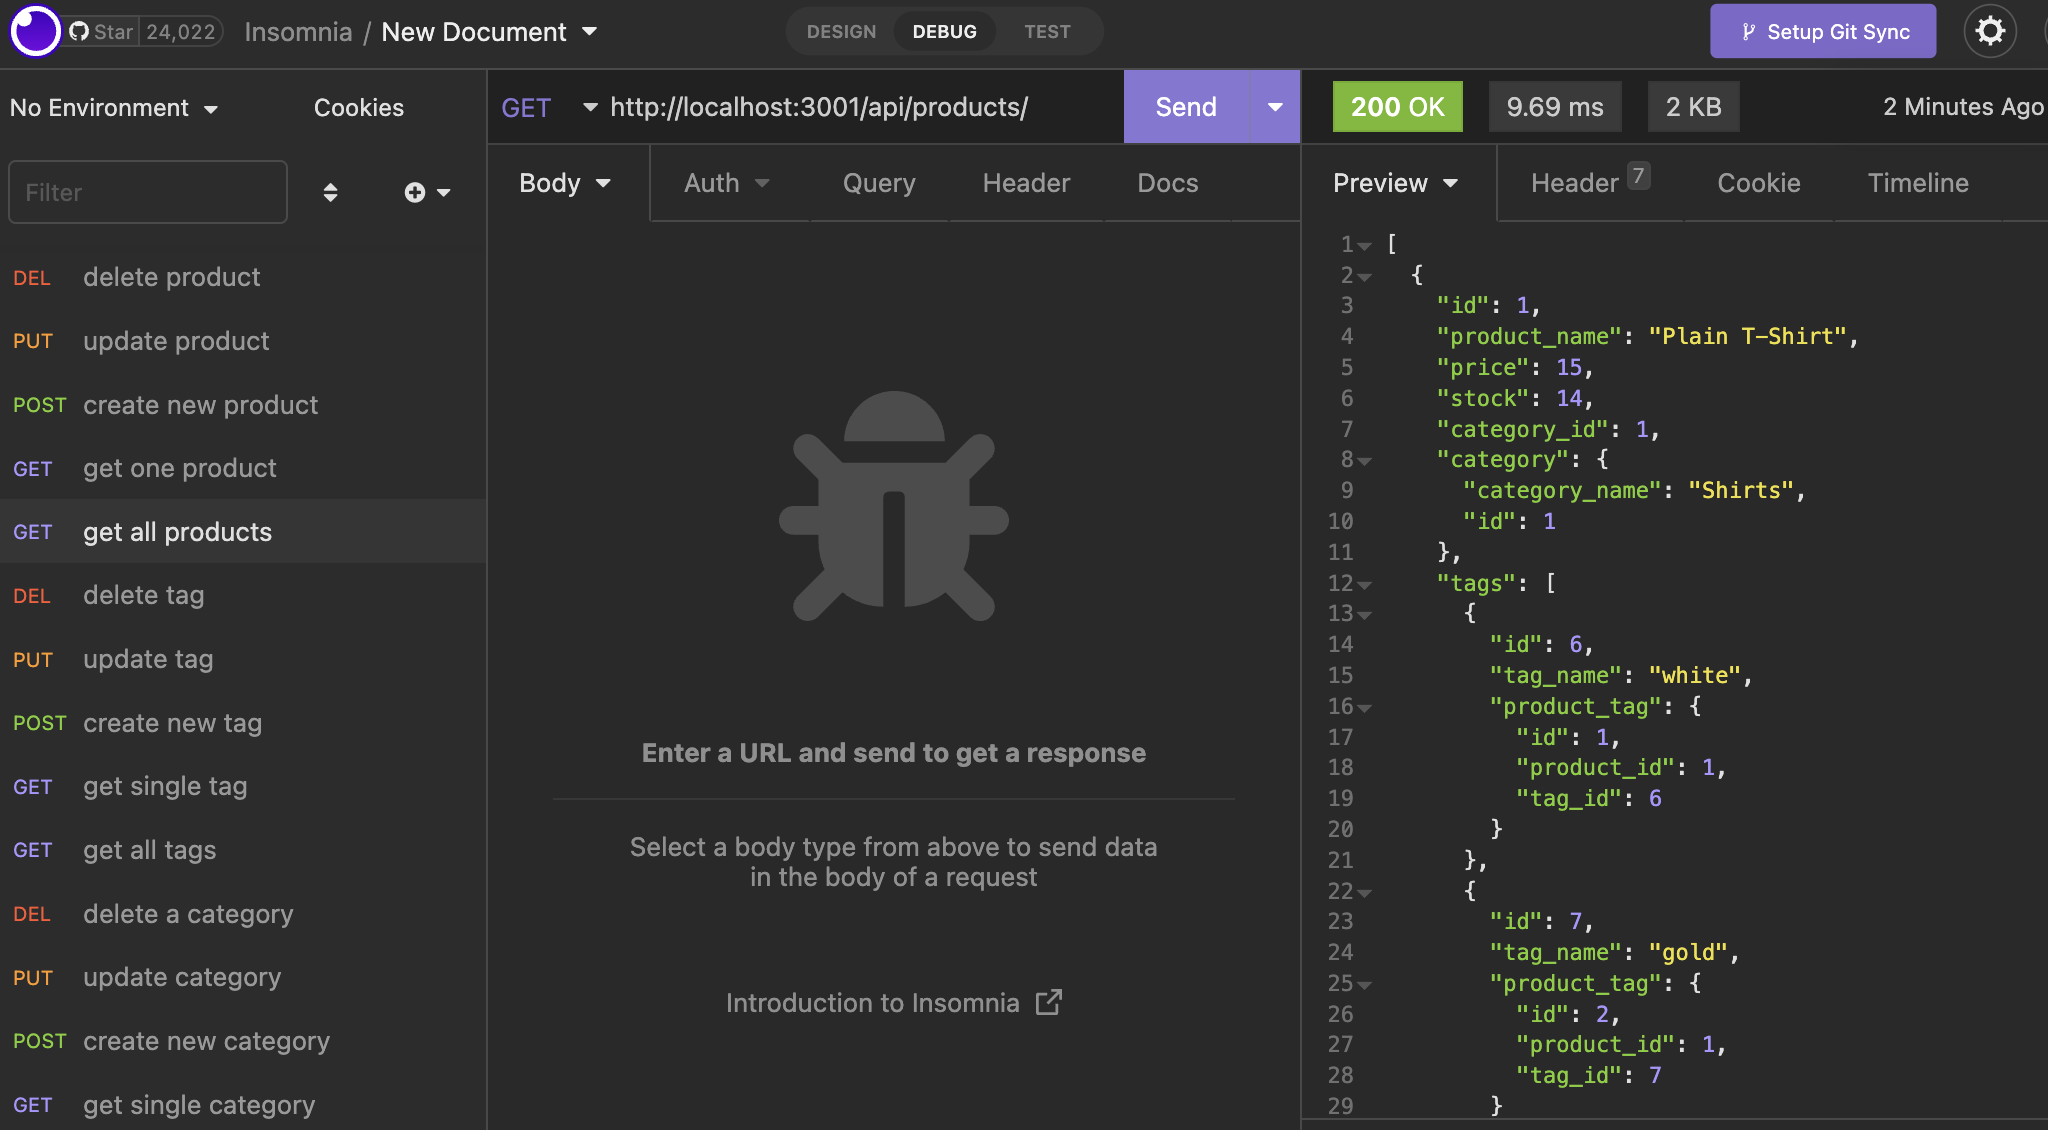 Star 24,022 Insomnia / New Document DESIGN DEBUG TEST Setup Git Sync
No Environment Cookies
Filter
DEL delete product
PUT update product
POST create new product
GET get one product
GET get all products
DEL delete tag
PUT update tag
POST create new tag
GET get single tag
GET get all tags
DEL delete a category
PUT update category
POST create new category
GET get single category
GET http://localhost:3001/api/products/ Send
Body Auth Query Header Docs
Enter a URL and send to get a response
Select a body type from above to send data
in the body of a request
Introduction to Insomnia
200 OK 9.69 ms 2 KB 2 Minutes Ago
Preview Header 7 Cookie Timeline
1 [
2 {
3 "id": 1,
4 "product_name": "Plain T-Shirt",
5 "price": 15,
6 "stock": 14,
7 "category_id": 1,
8 "category": {
9 "category_name": "Shirts",
10 "id": 1
11 },
12 "tags": [
13 {
14 "id": 6,
15 "tag_name": "white",
16 "product_tag": {
17 "id": 1,
18 "product_id": 1,
19 "tag_id": 6
20 }
21 },
22 {
23 "id": 7,
24 "tag_name": "gold",
25 "product_tag": {
26 "id": 2,
27 "product_id": 1,
28 "tag_id": 7
29 }